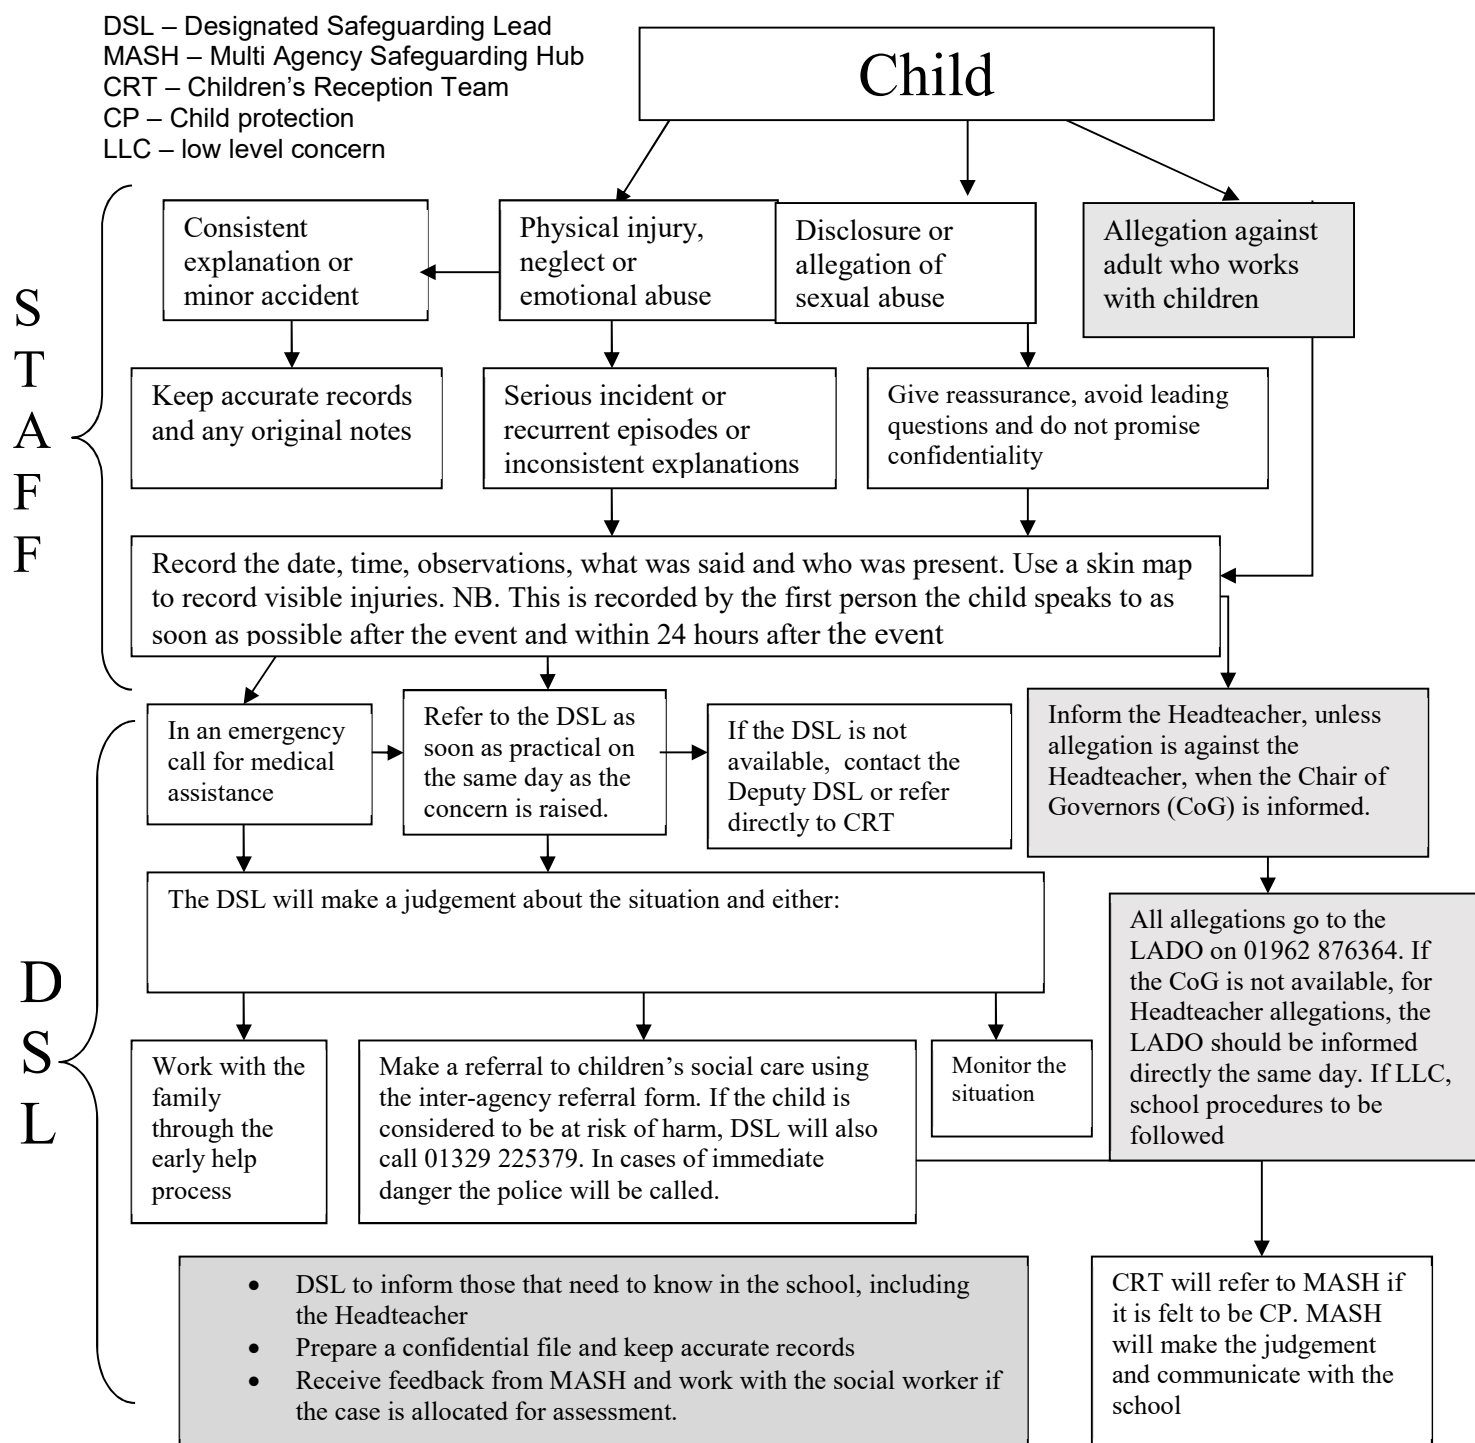 DSL – Designated Safeguarding Lead
MASH – Multi Agency Safeguarding Hub
CRT – Children's Reception Team
CP – Child protection
LLC – low level concern
Child
S
T
A
F
F
Consistent
explanation or
minor accident
Physical injury,
neglect or
emotional abuse
Disclosure or
allegation of
sexual abuse
Allegation against
adult who works
with children
Keep accurate records
and any original notes
Serious incident or
recurrent episodes or
inconsistent explanations
Give reassurance, avoid leading
questions and do not promise
confidentiality
Record the date, time, observations, what was said and who was present. Use a skin map
to record visible injuries. NB. This is recorded by the first person the child speaks to as
soon as possible after the event and within 24 hours after the event
D
S
L
In an emergency
call for medical
assistance
Refer to the DSL as
soon as practical on
the same day as the
concern is raised.
If the DSL is not
available,  contact the
Deputy DSL or refer
directly to CRT
Inform the Headteacher, unless
allegation is against the
Headteacher, when the Chair of
Governors (CoG) is informed.
The DSL will make a judgement about the situation and either:
All allegations go to the
LADO on 01962 876364. If
the CoG is not available, for
Headteacher allegations, the
LADO should be informed
directly the same day. If LLC,
school procedures to be
followed
Work with the
family
through the
early help
process
Make a referral to children's social care using
the inter-agency referral form. If the child is
considered to be at risk of harm, DSL will also
call 01329 225379. In cases of immediate
danger the police will be called.
Monitor the
situation
• DSL to inform those that need to know in the school, including
the Headteacher
• Prepare a confidential file and keep accurate records
• Receive feedback from MASH and work with the social worker if
the case is allocated for assessment.
CRT will refer to MASH if
it is felt to be CP. MASH
will make the judgement
and communicate with the
school